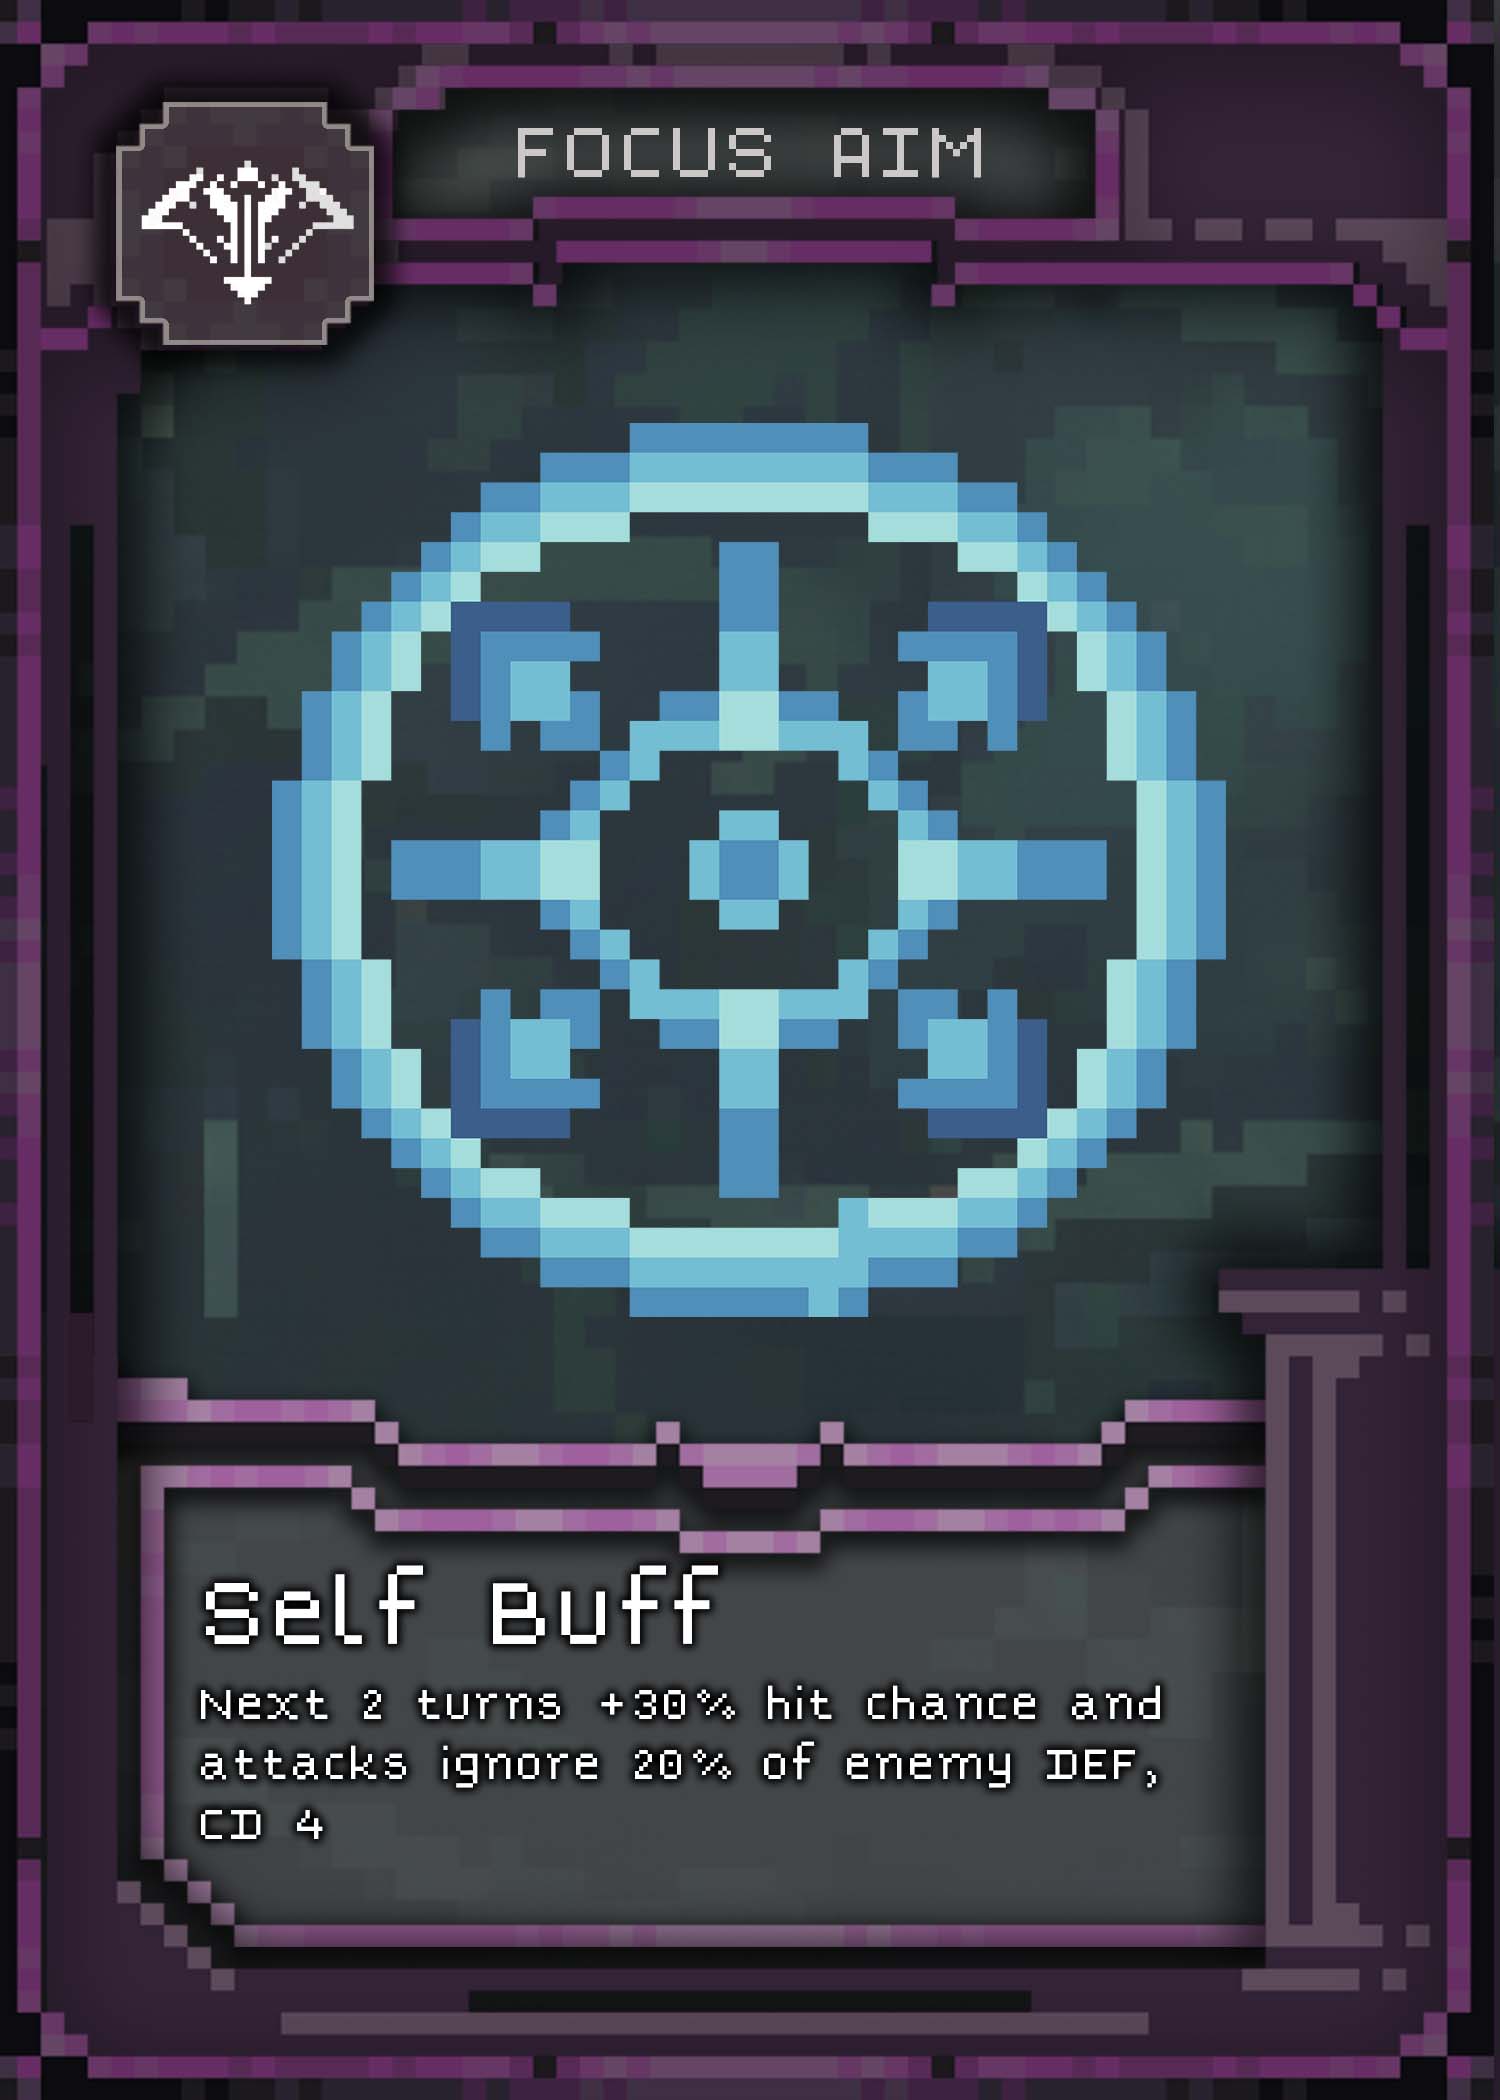 FOCUS AIM
Self Buff
Next 2 turns +30% hit chance and
attacks ignore 20% of enemy DEF,
CD 4